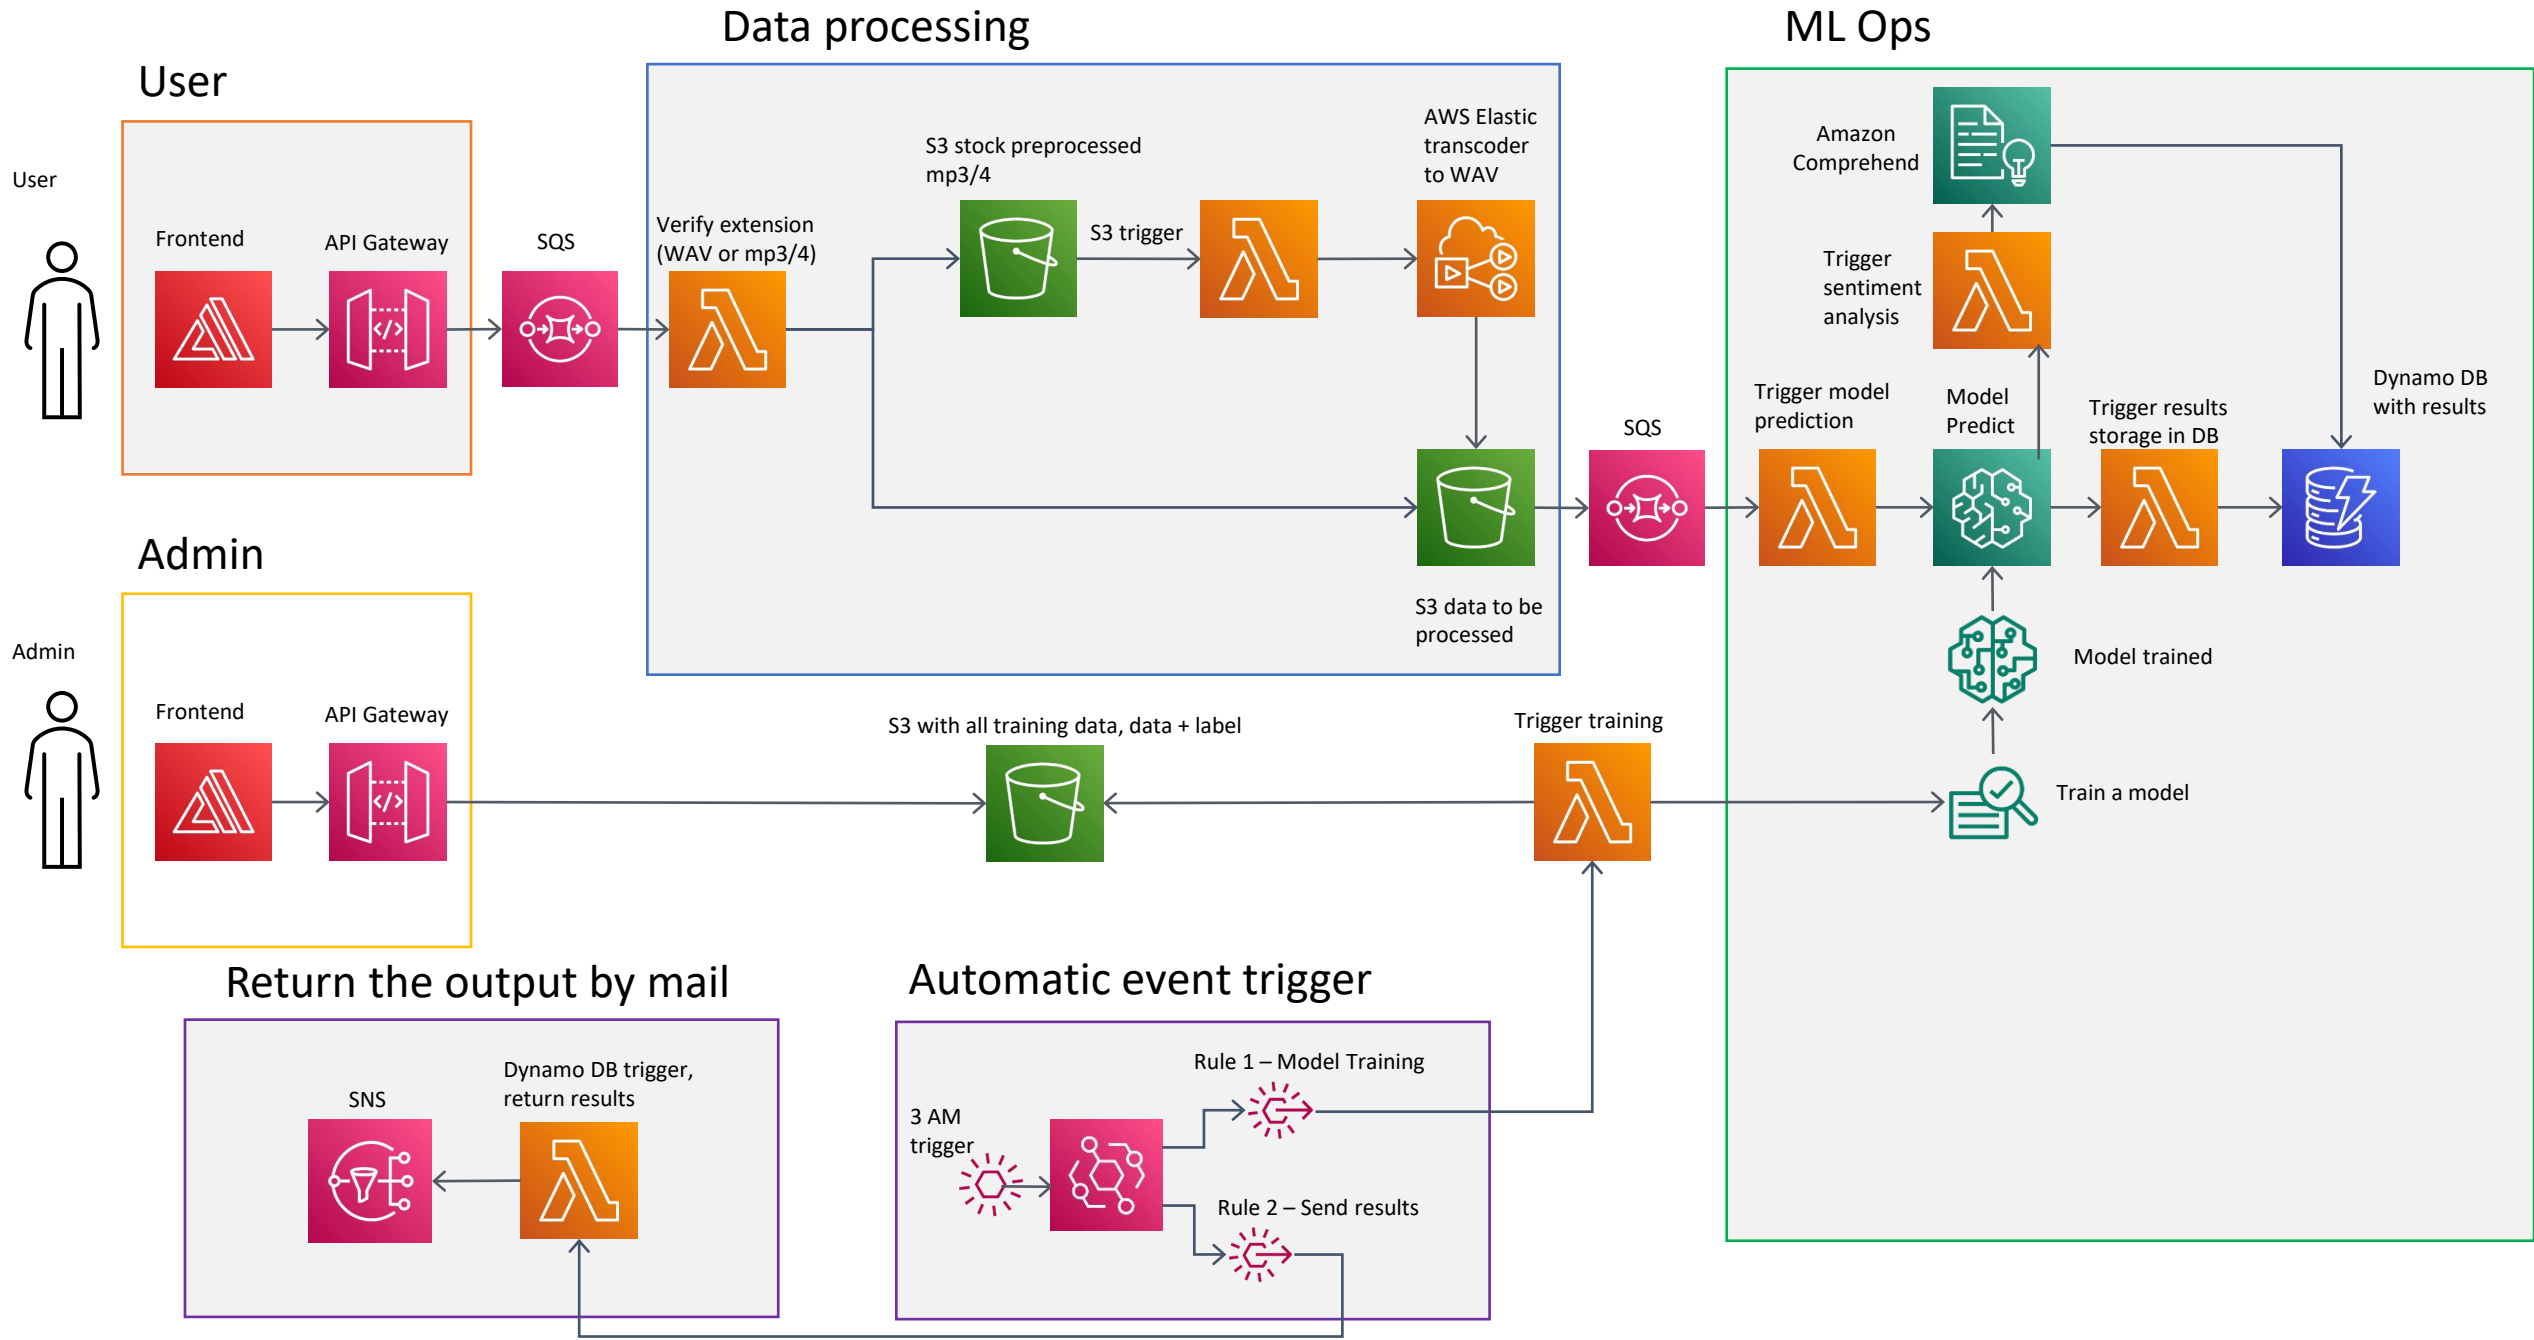 Data processing
ML Ops
User
User
Frontend
API Gateway
SQS
Verify extension
(WAV or mp3/4)
S3 stock preprocessed
mp3/4
S3 trigger
AWS Elastic
transcoder
to WAV
S3 data to be
processed
SQS
Amazon
Comprehend
Trigger
sentiment
analysis
Trigger model
prediction
Model
Predict
Trigger results
storage in DB
Dynamo DB
with results
Model trained
Train a model
Admin
Admin
Frontend
API Gateway
S3 with all training data, data + label
Trigger training
Return the output by mail
SNS
Dynamo DB trigger,
return results
Automatic event trigger
3 AM
trigger
Rule 1 – Model Training
Rule 2 – Send results